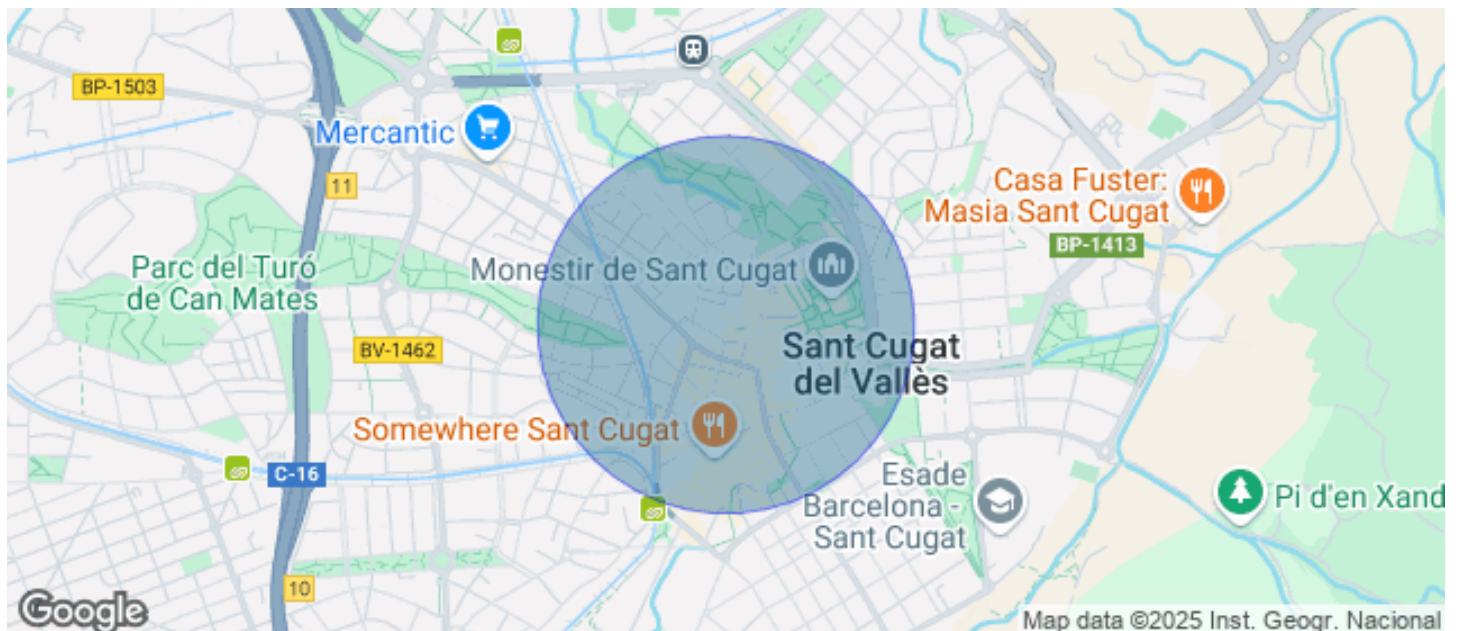 BP-1503
Mercantic
11
Casa Fuster:
Masia Sant Cugat
BP-1413
Parc del Turó
de Can Mates
Monestir de Sant Cugat
BV-1462
Sant Cugat
del Vallès
Somewhere Sant Cugat
C-16
Esade
Barcelona -
Sant Cugat
Pi d'en Xand
10
Google
Map data ©2025 Inst. Geogr. Nacional